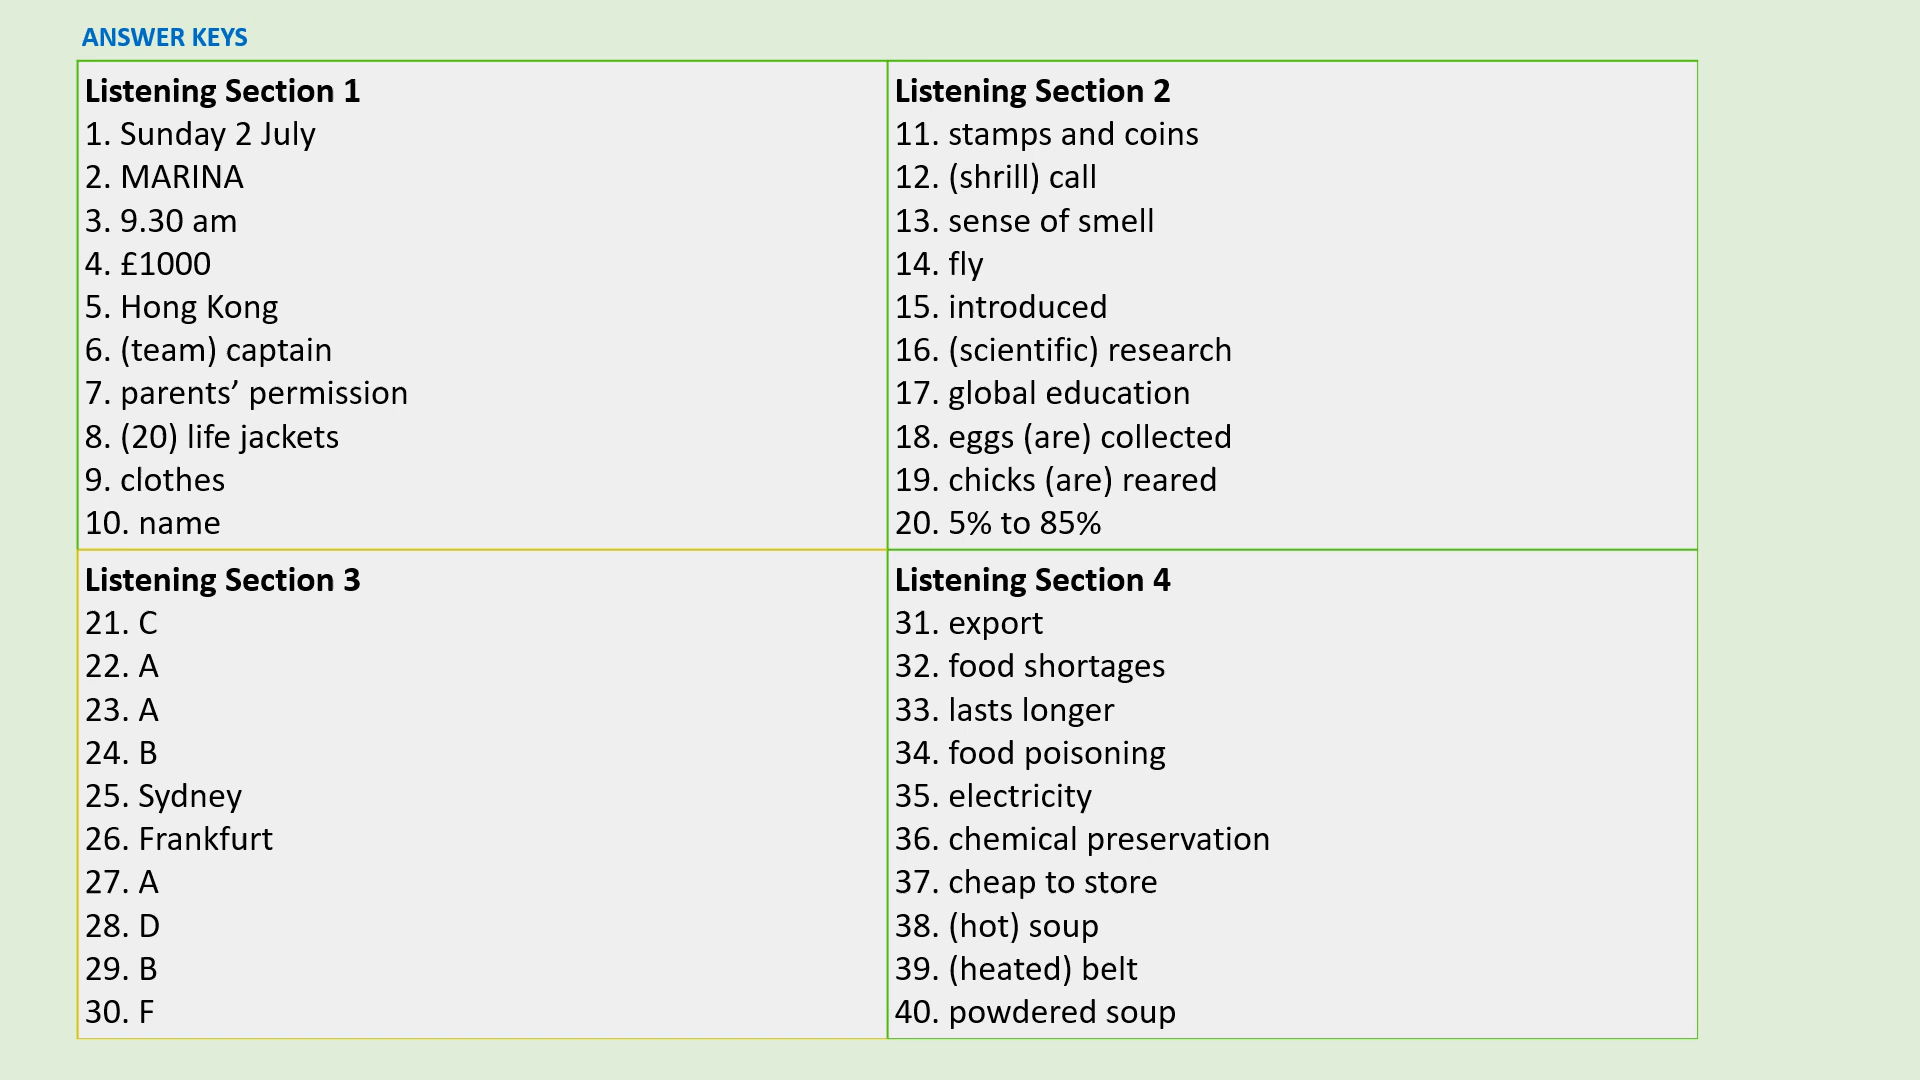 ANSWER KEYS
Listening Section 1
1. Sunday 2 July
2. MARINA
3. 9.30 am
4. £1000
5. Hong Kong
6. (team) captain
7. parents’ permission
8. (20) life jackets
9. clothes
10. name
Listening Section 2
11. stamps and coins
12. (shrill) call
13. sense of smell
14. fly
15. introduced
16. (scientific) research
17. global education
18. eggs (are) collected
19. chicks (are) reared
20. 5% to 85%
Listening Section 3
21. C
22. A
23. A
24. B
25. Sydney
26. Frankfurt
27. A
28. D
29. B
30. F
Listening Section 4
31. export
32. food shortages
33. lasts longer
34. food poisoning
35. electricity
36. chemical preservation
37. cheap to store
38. (hot) soup
39. (heated) belt
40. powdered soup